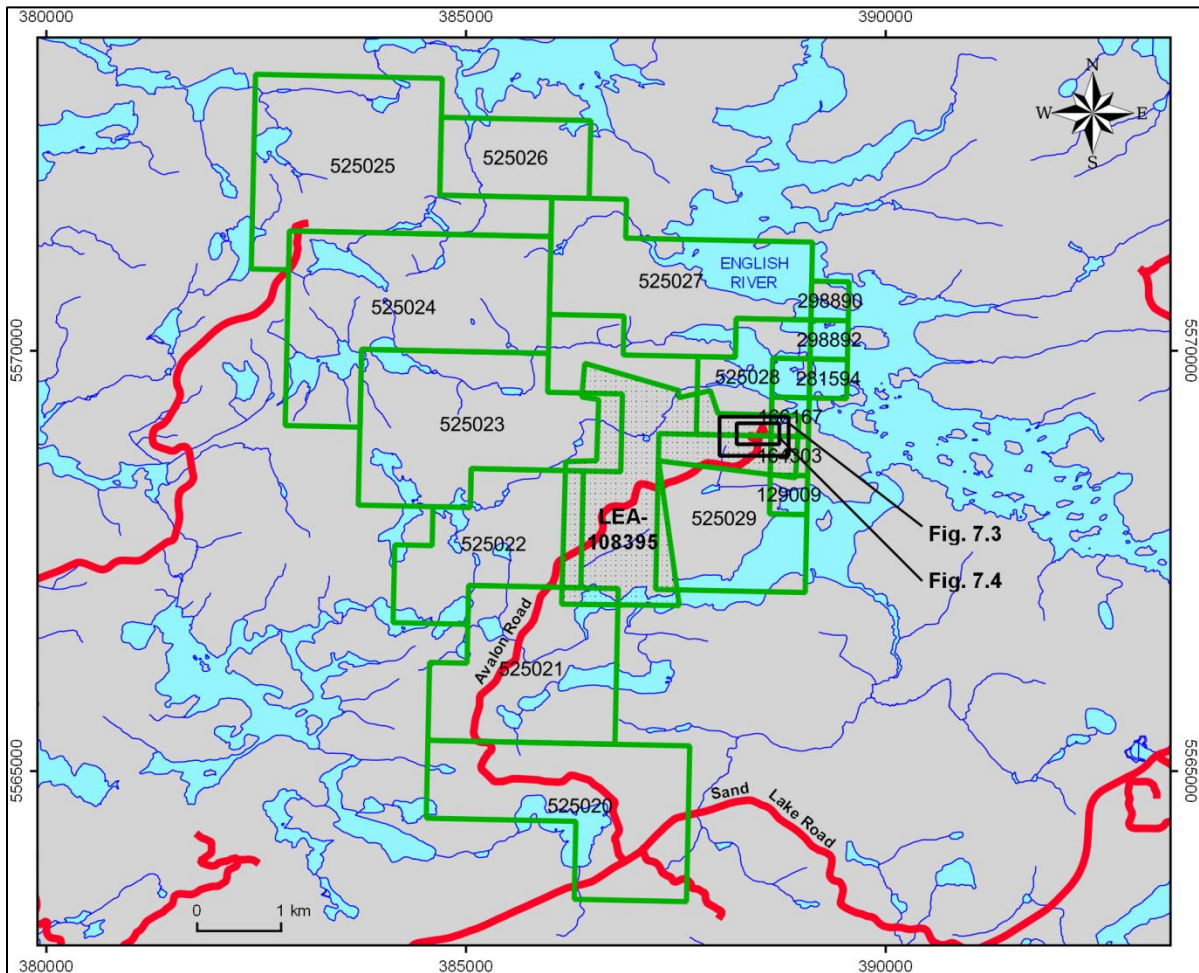 380000
385000
390000
N
W E
S
525025
525026
525027
ENGLISH
RIVER
298890
525024
298892
5570000
5570000
525028
281594
525023
166167
164303
129009
LEA-
108395
525029
Fig. 7.3
525022
Fig. 7.4
Avalon Road
525021
5565000
5565000
525020
Sand
Lake Road
0
1 km
380000
385000
390000